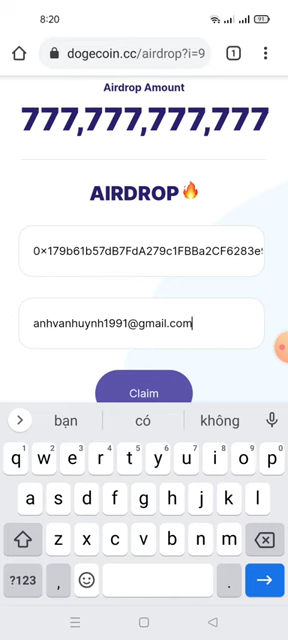 8:20
91
dogecoin.cc/airdrop?i=9
1
Airdrop Amount
777,777,777,777
AIRDROP🔥
0×179b61b57dB7FdA279c1FBBa2CF6283e
anhvanhuynh1991@gmail.com
Claim
bạn có không
1 2 3 4 5 6 7 8 9 0
q w e r t y u i o p
a s d f g h j k l
z x c v b n m
?123 , .